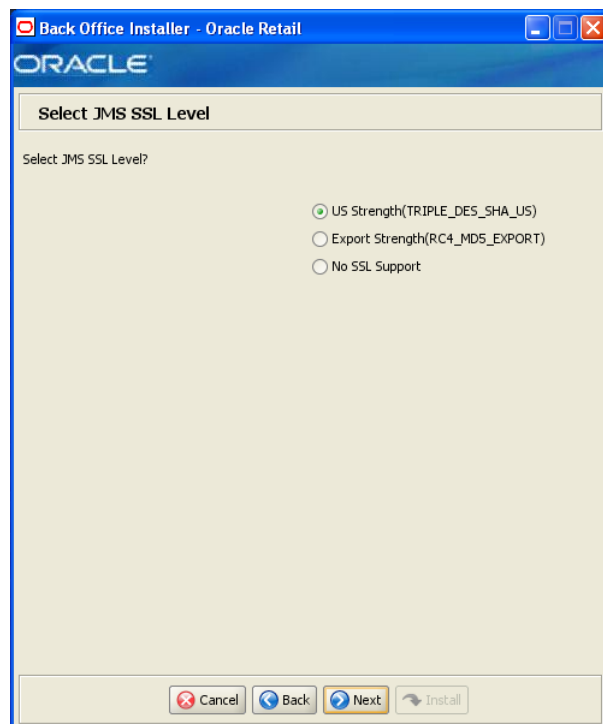 Back Office Installer - Oracle Retail
ORACLE
Select JMS SSL Level
Select JMS SSL Level?
US Strength(TRIPLE_DES_SHA_US)
Export Strength(RC4_MD5_EXPORT)
No SSL Support
Cancel Back Next Install